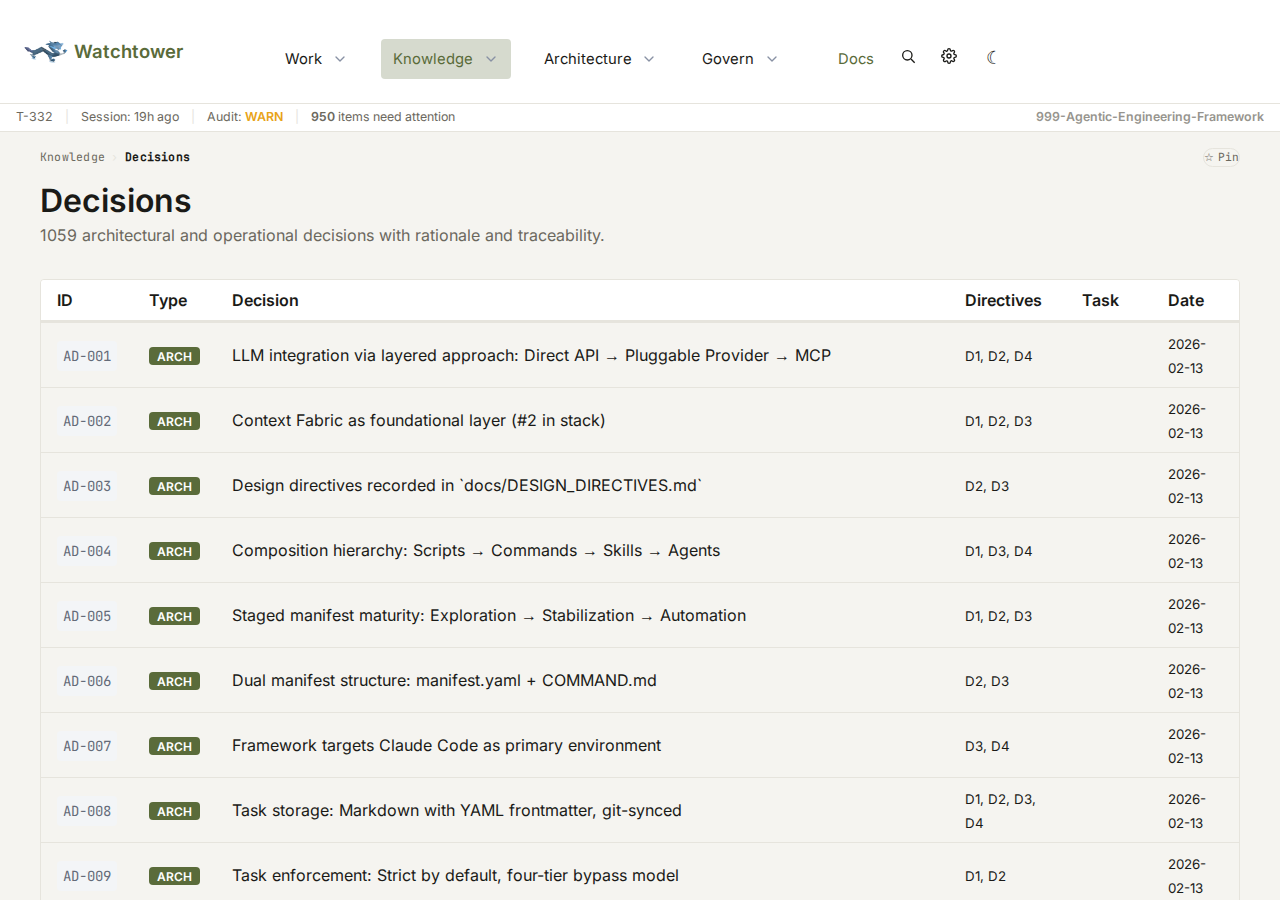 Watchtower
Work Knowledge Architecture Govern Docs
T-332 Session: 19h ago Audit: WARN 950 items need attention 999-Agentic-Engineering-Framework
Knowledge › Decisions ☆ Pin
Decisions
1059 architectural and operational decisions with rationale and traceability.
ID Type Decision Directives Task Date
AD-001 ARCH LLM integration via layered approach: Direct API → Pluggable Provider → MCP D1, D2, D4 2026-
02-13
AD-002 ARCH Context Fabric as foundational layer (#2 in stack) D1, D2, D3 2026-
02-13
AD-003 ARCH Design directives recorded in `docs/DESIGN_DIRECTIVES.md` D2, D3 2026-
02-13
AD-004 ARCH Composition hierarchy: Scripts → Commands → Skills → Agents D1, D3, D4 2026-
02-13
AD-005 ARCH Staged manifest maturity: Exploration → Stabilization → Automation D1, D2, D3 2026-
02-13
AD-006 ARCH Dual manifest structure: manifest.yaml + COMMAND.md D2, D3 2026-
02-13
AD-007 ARCH Framework targets Claude Code as primary environment D3, D4 2026-
02-13
AD-008 ARCH Task storage: Markdown with YAML frontmatter, git-synced D1, D2, D3, 2026-
D4 02-13
AD-009 ARCH Task enforcement: Strict by default, four-tier bypass model D1, D2 2026-
02-13